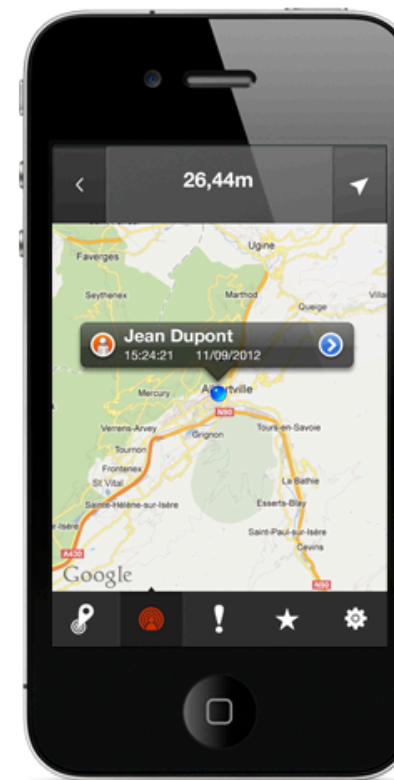 26,44m
Ugine
Faverges
Seythenex
Marthod
Queige
Jean Dupont
15:24:21 11/09/2012
Mercury
N90
Verrens-Arvey
Grignon
Tours-en-Savoie
Tournon
Frontenex
St Vital
La Bathie
Sainte-Hélène-sur-Isère
Esserts-Blay
Saint-Paul-sur-Isère
Cevins
A430
Google
N90